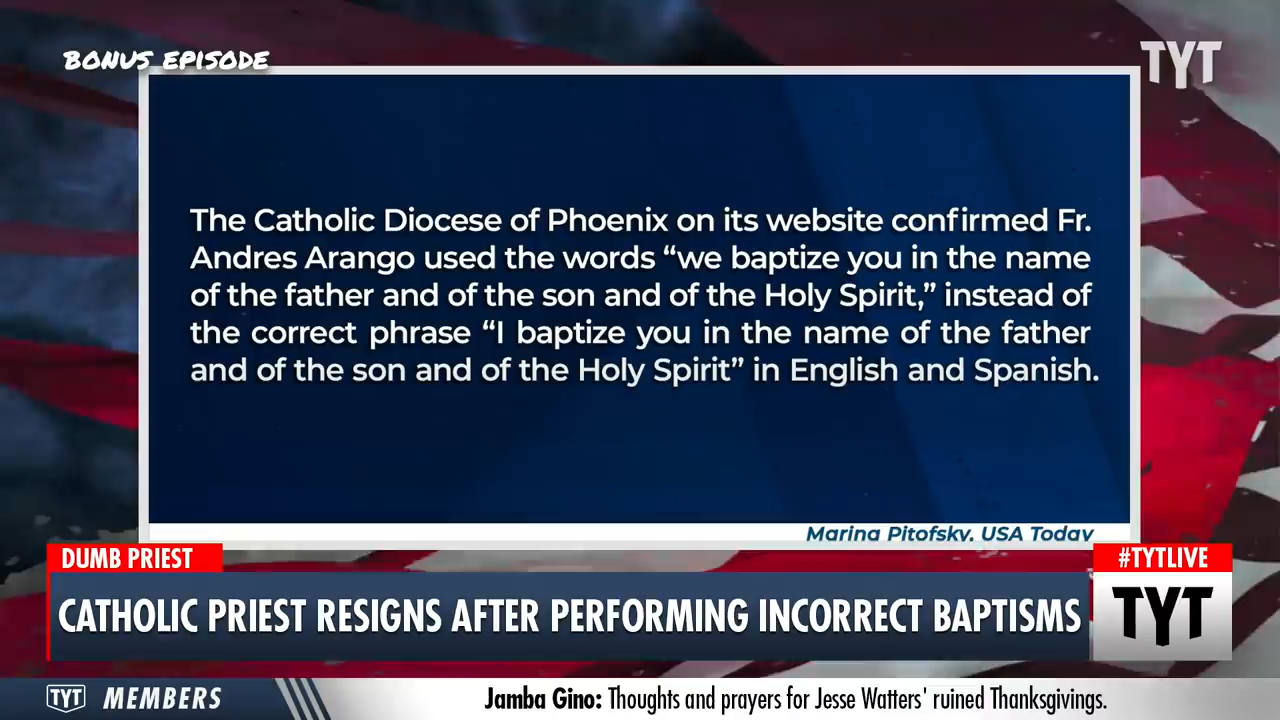 BONUS EPISODE
TYT
The Catholic Diocese of Phoenix on its website confirmed Fr.
Andres Arango used the words “we baptize you in the name
of the father and of the son and of the Holy Spirit,” instead of
the correct phrase “I baptize you in the name of the father
and of the son and of the Holy Spirit” in English and Spanish.
Marina Pitofsky, USA Today
DUMB PRIEST
#TYTLIVE
CATHOLIC PRIEST RESIGNS AFTER PERFORMING INCORRECT BAPTISMS
TYT
TYT MEMBERS
Jamba Gino: Thoughts and prayers for Jesse Watters' ruined Thanksgivings.